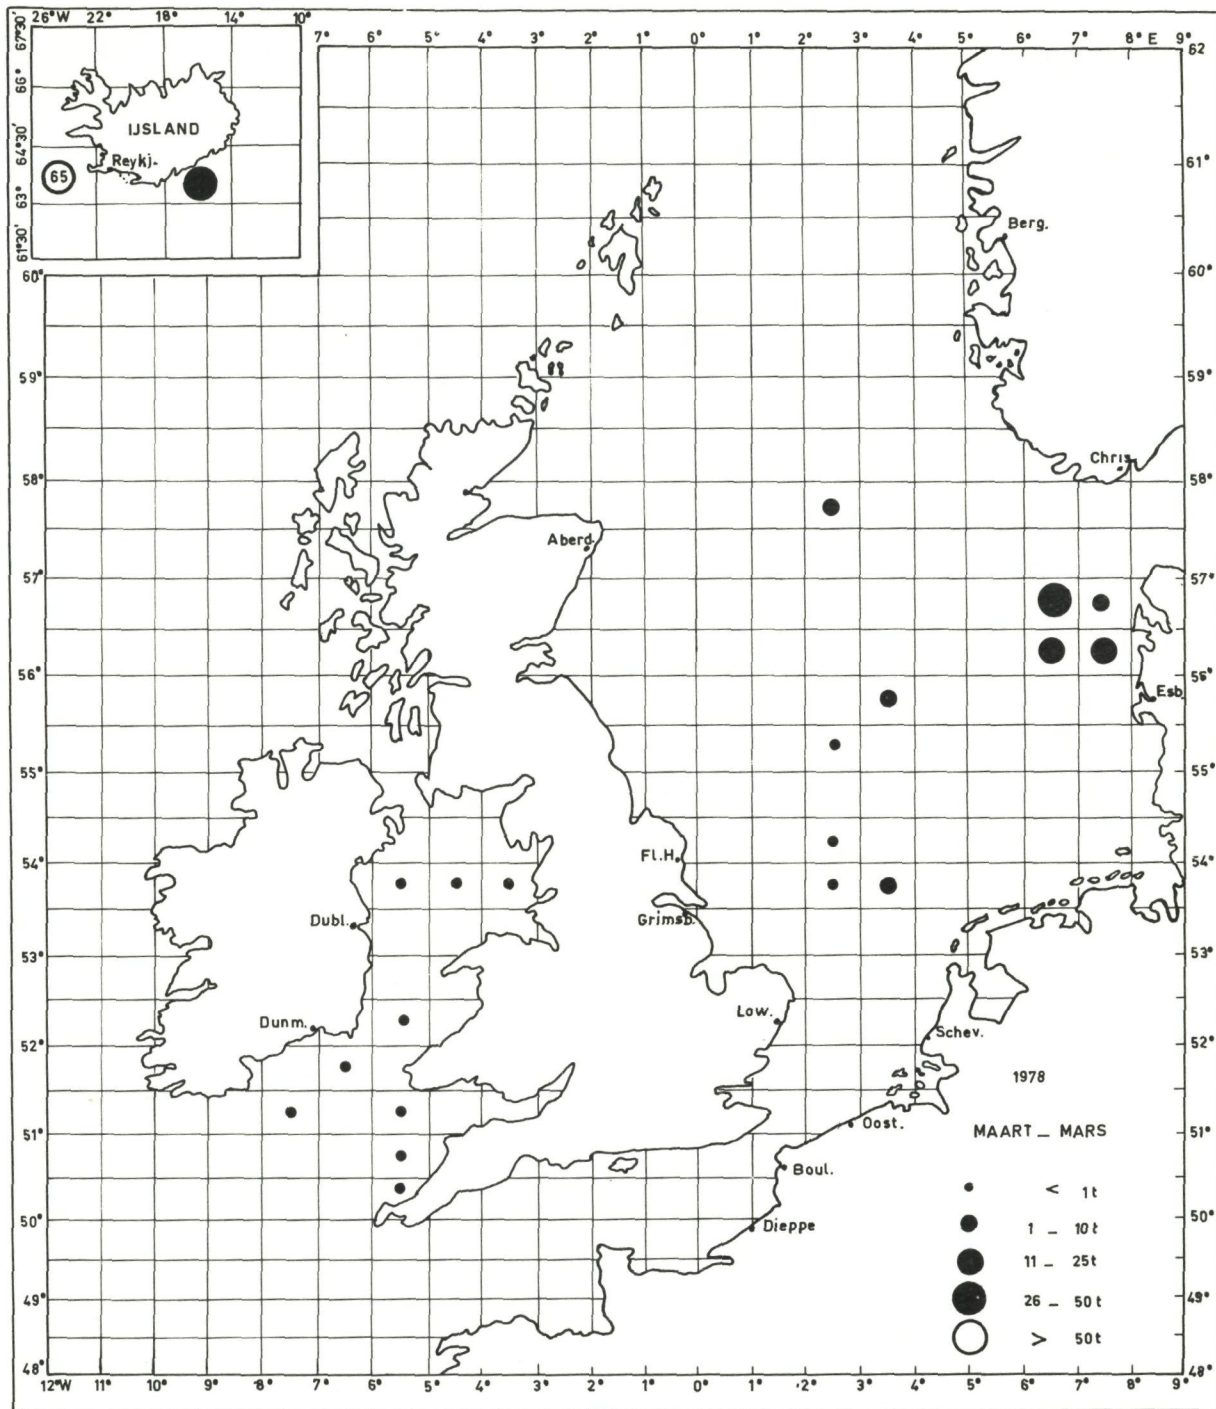 26°W 22° 18° 14° 10°
67°30' 66° 64°30' 63° 61°30'
IJSLAND
Reykj.
65
7° 6° 5° 4° 3° 2° 1° 0° 1° 2° 3° 4° 5° 6° 7° 8° E 9°
62
61°
60°
59°
58°
57°
56°
55°
54°
53°
52°
51°
50°
49°
48°
60°
59°
58°
57°
56°
55°
54°
53°
52°
51°
50°
49°
48°
Berg.
Chris
Aberd.
Esb.
Fl.H.
Dubl.
Grimsb.
Dunm.
Low.
Schev.
Oost.
Boul.
Dieppe
1978
MAART _ MARS
< 1t
1 _ 10t
11 _ 25t
26 _ 50t
> 50t
12°W 11° 10° 9° 8° 7° 6° 5° 4° 3° 2° 1° 0° 1° 2° 3° 4° 5° 6° 7° 8° 9°